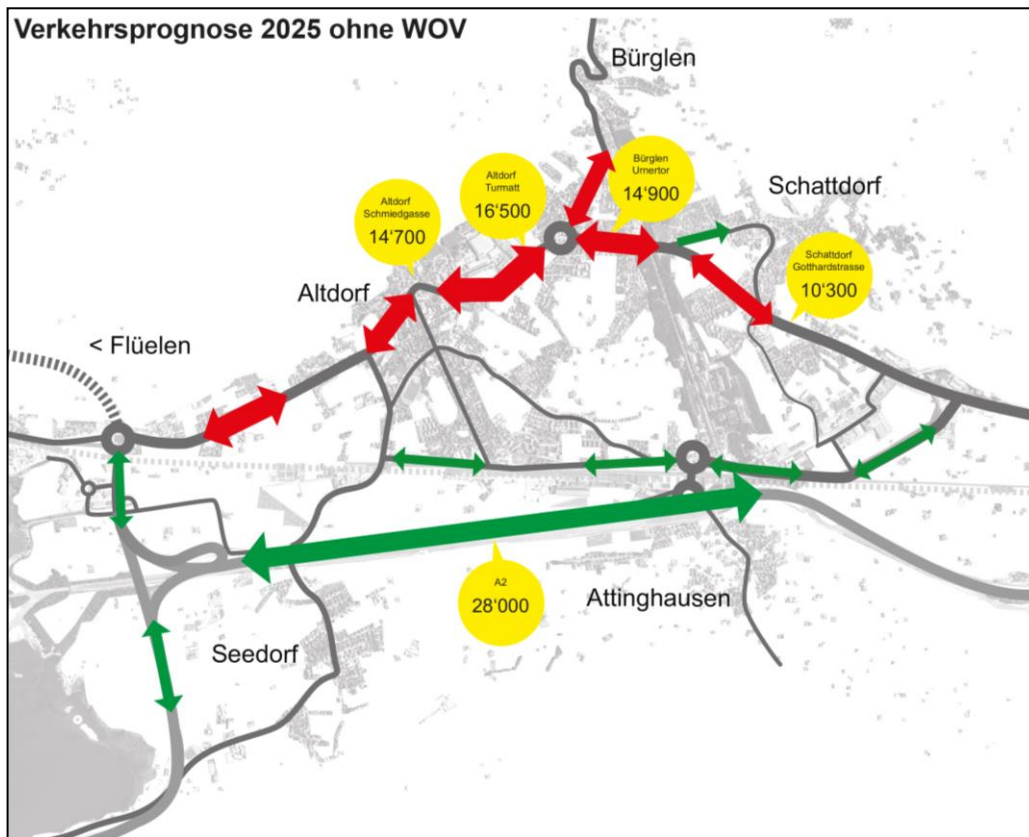 Verkehrsprognose 2025 ohne WOV
Bürglen
Bürglen
Urnertor
14‘900
Altdorf
Turmatt
16‘500
Schattdorf
Altdorf
Schmiedgasse
14‘700
Schattdorf
Gotthardstrasse
10‘300
Altdorf
< Flüelen
A2
28‘000
Attinghausen
Seedorf